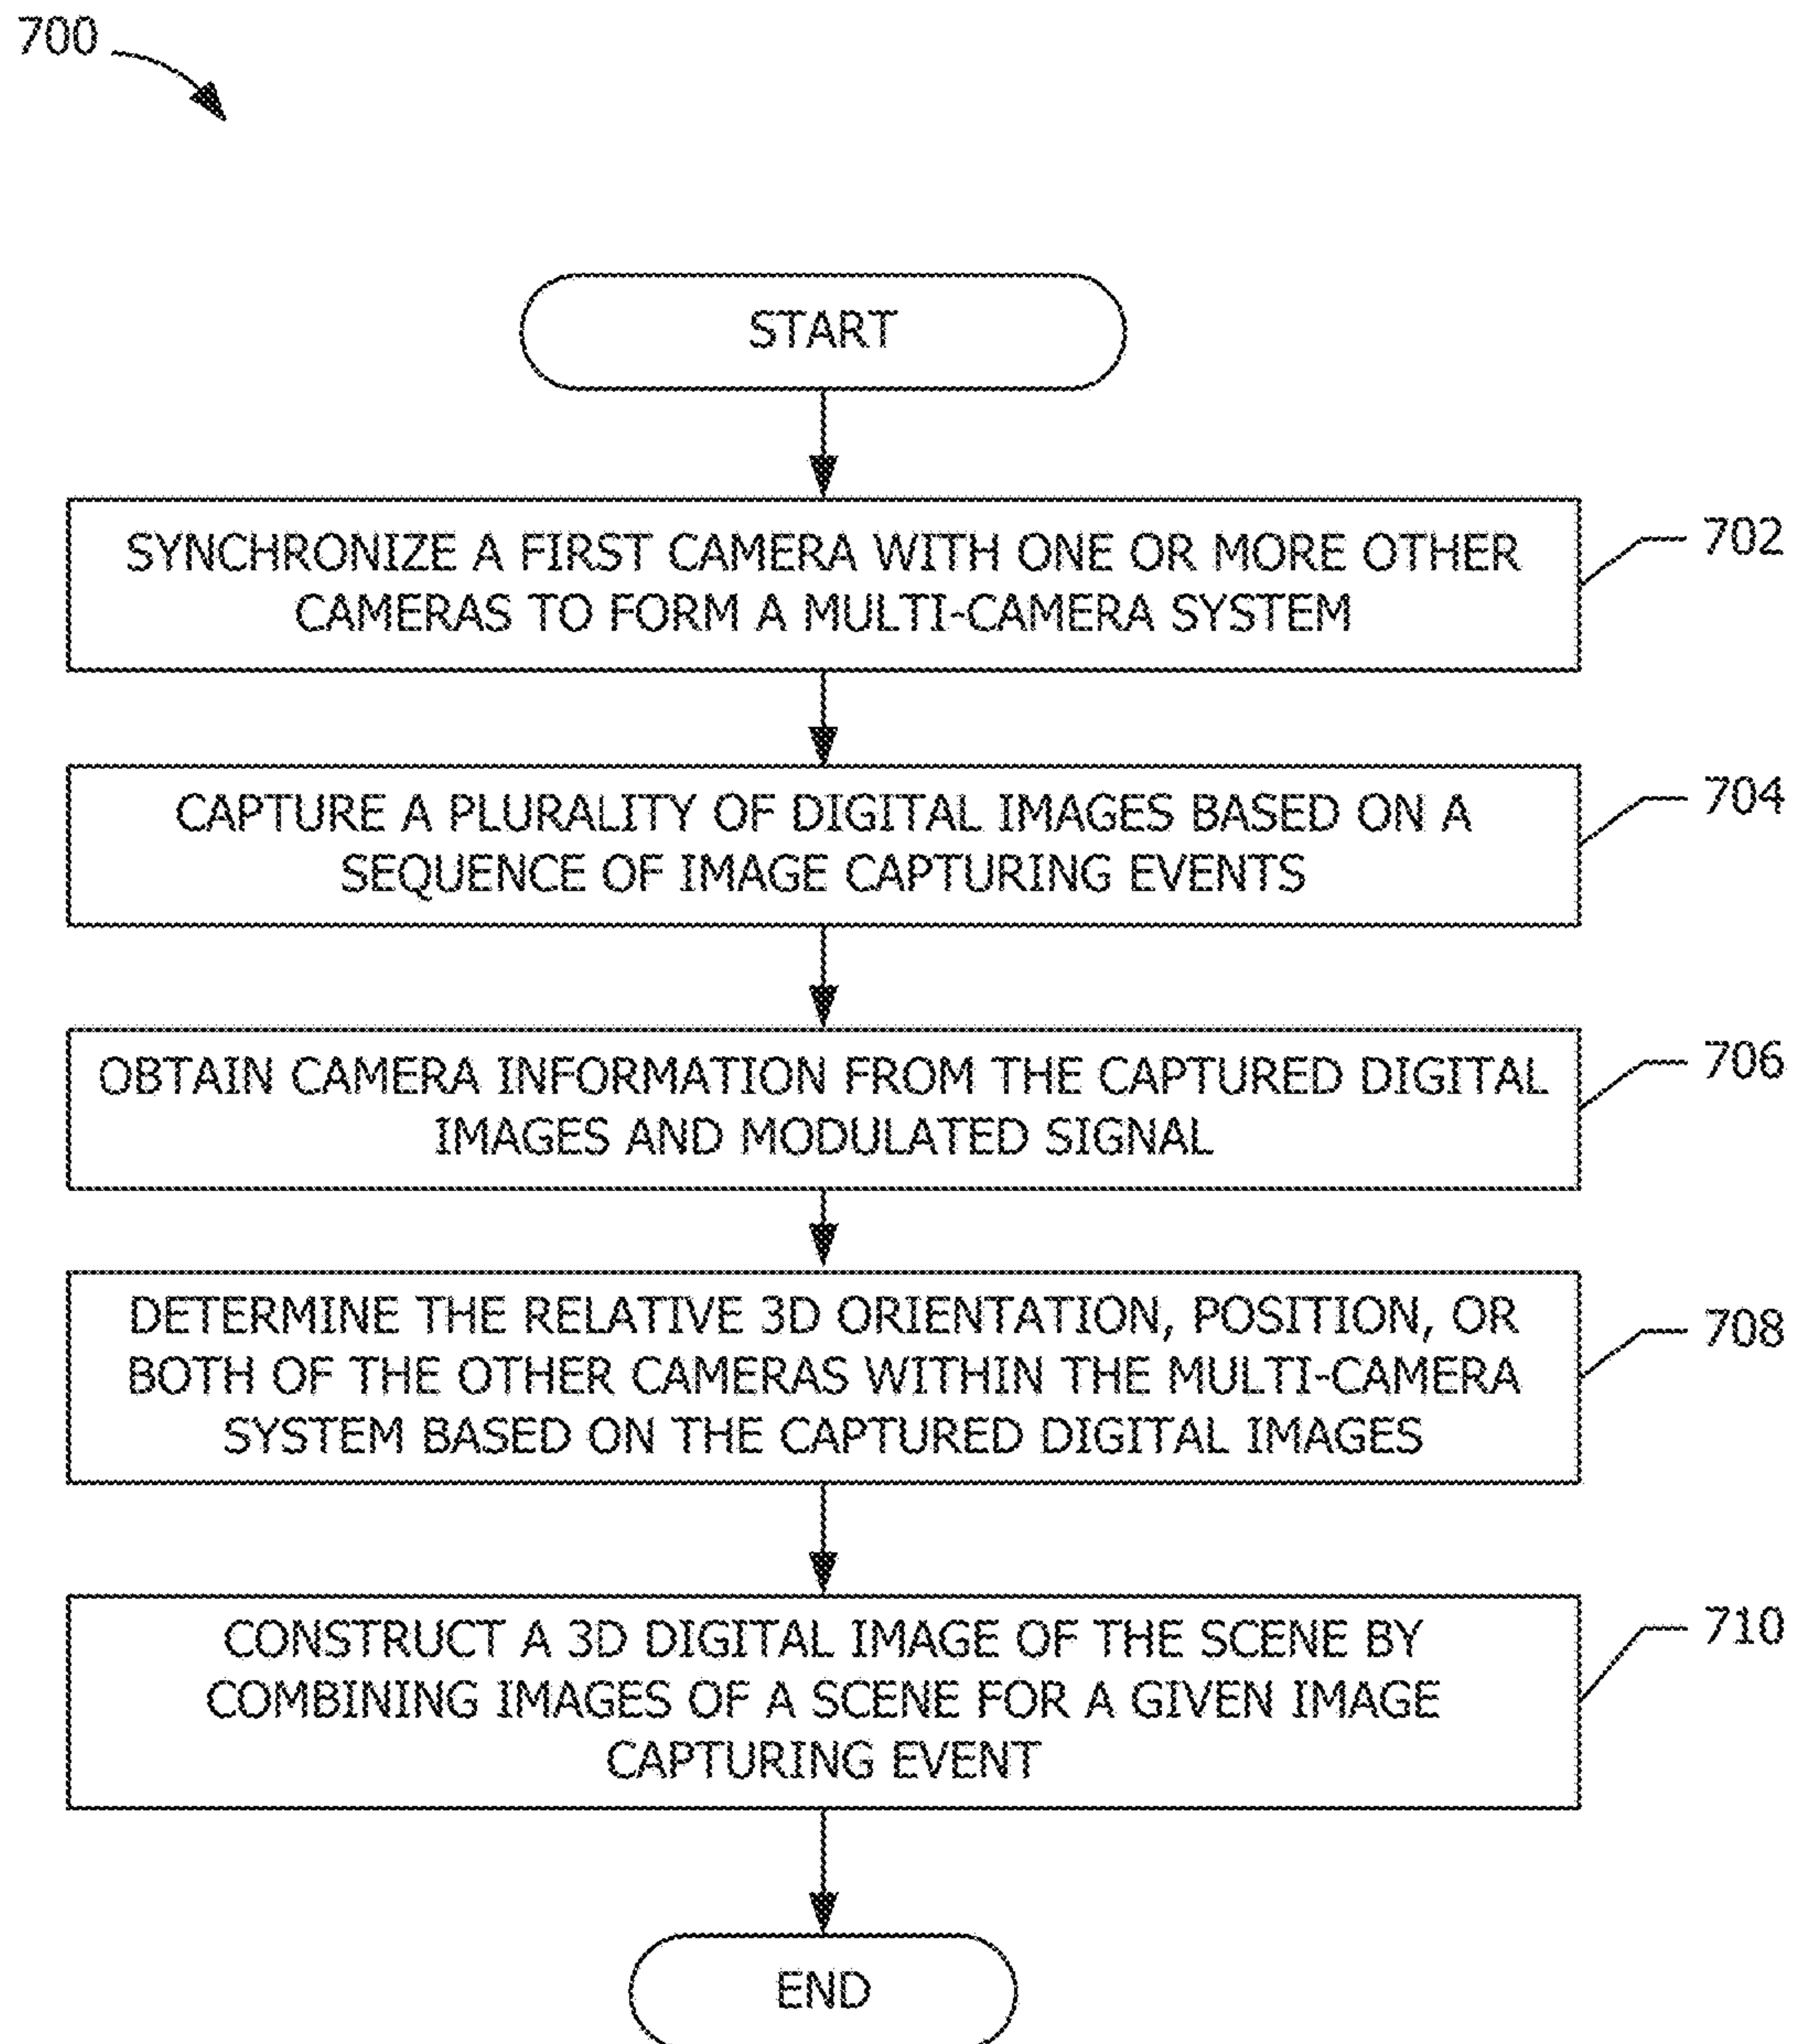 700
START
SYNCHRONIZE A FIRST CAMERA WITH ONE OR MORE OTHER
CAMERAS TO FORM A MULTI-CAMERA SYSTEM
702
CAPTURE A PLURALITY OF DIGITAL IMAGES BASED ON A
SEQUENCE OF IMAGE CAPTURING EVENTS
704
OBTAIN CAMERA INFORMATION FROM THE CAPTURED DIGITAL
IMAGES AND MODULATED SIGNAL
706
DETERMINE THE RELATIVE 3D ORIENTATION, POSITION, OR
BOTH OF THE OTHER CAMERAS WITHIN THE MULTI-CAMERA
SYSTEM BASED ON THE CAPTURED DIGITAL IMAGES
708
CONSTRUCT A 3D DIGITAL IMAGE OF THE SCENE BY
COMBINING IMAGES OF A SCENE FOR A GIVEN IMAGE
CAPTURING EVENT
710
END